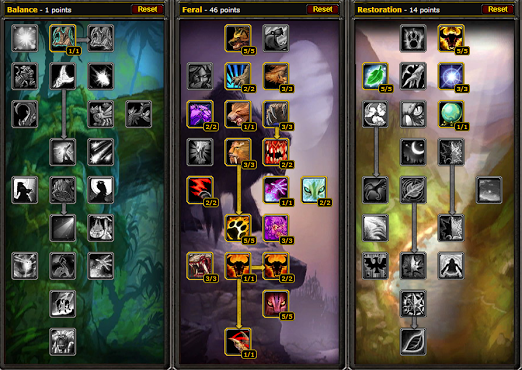 Balance - 1 points Reset
1/1
Feral - 46 points Reset
5/5
2/2 3/3
2/2 1/1 3/3
3/3 2/2
2/2 1/1 2/2
5/5 3/3
3/3 1/1 2/2
5/5
1/1
Restoration - 14 points Reset
5/5
5/5 3/3
1/1